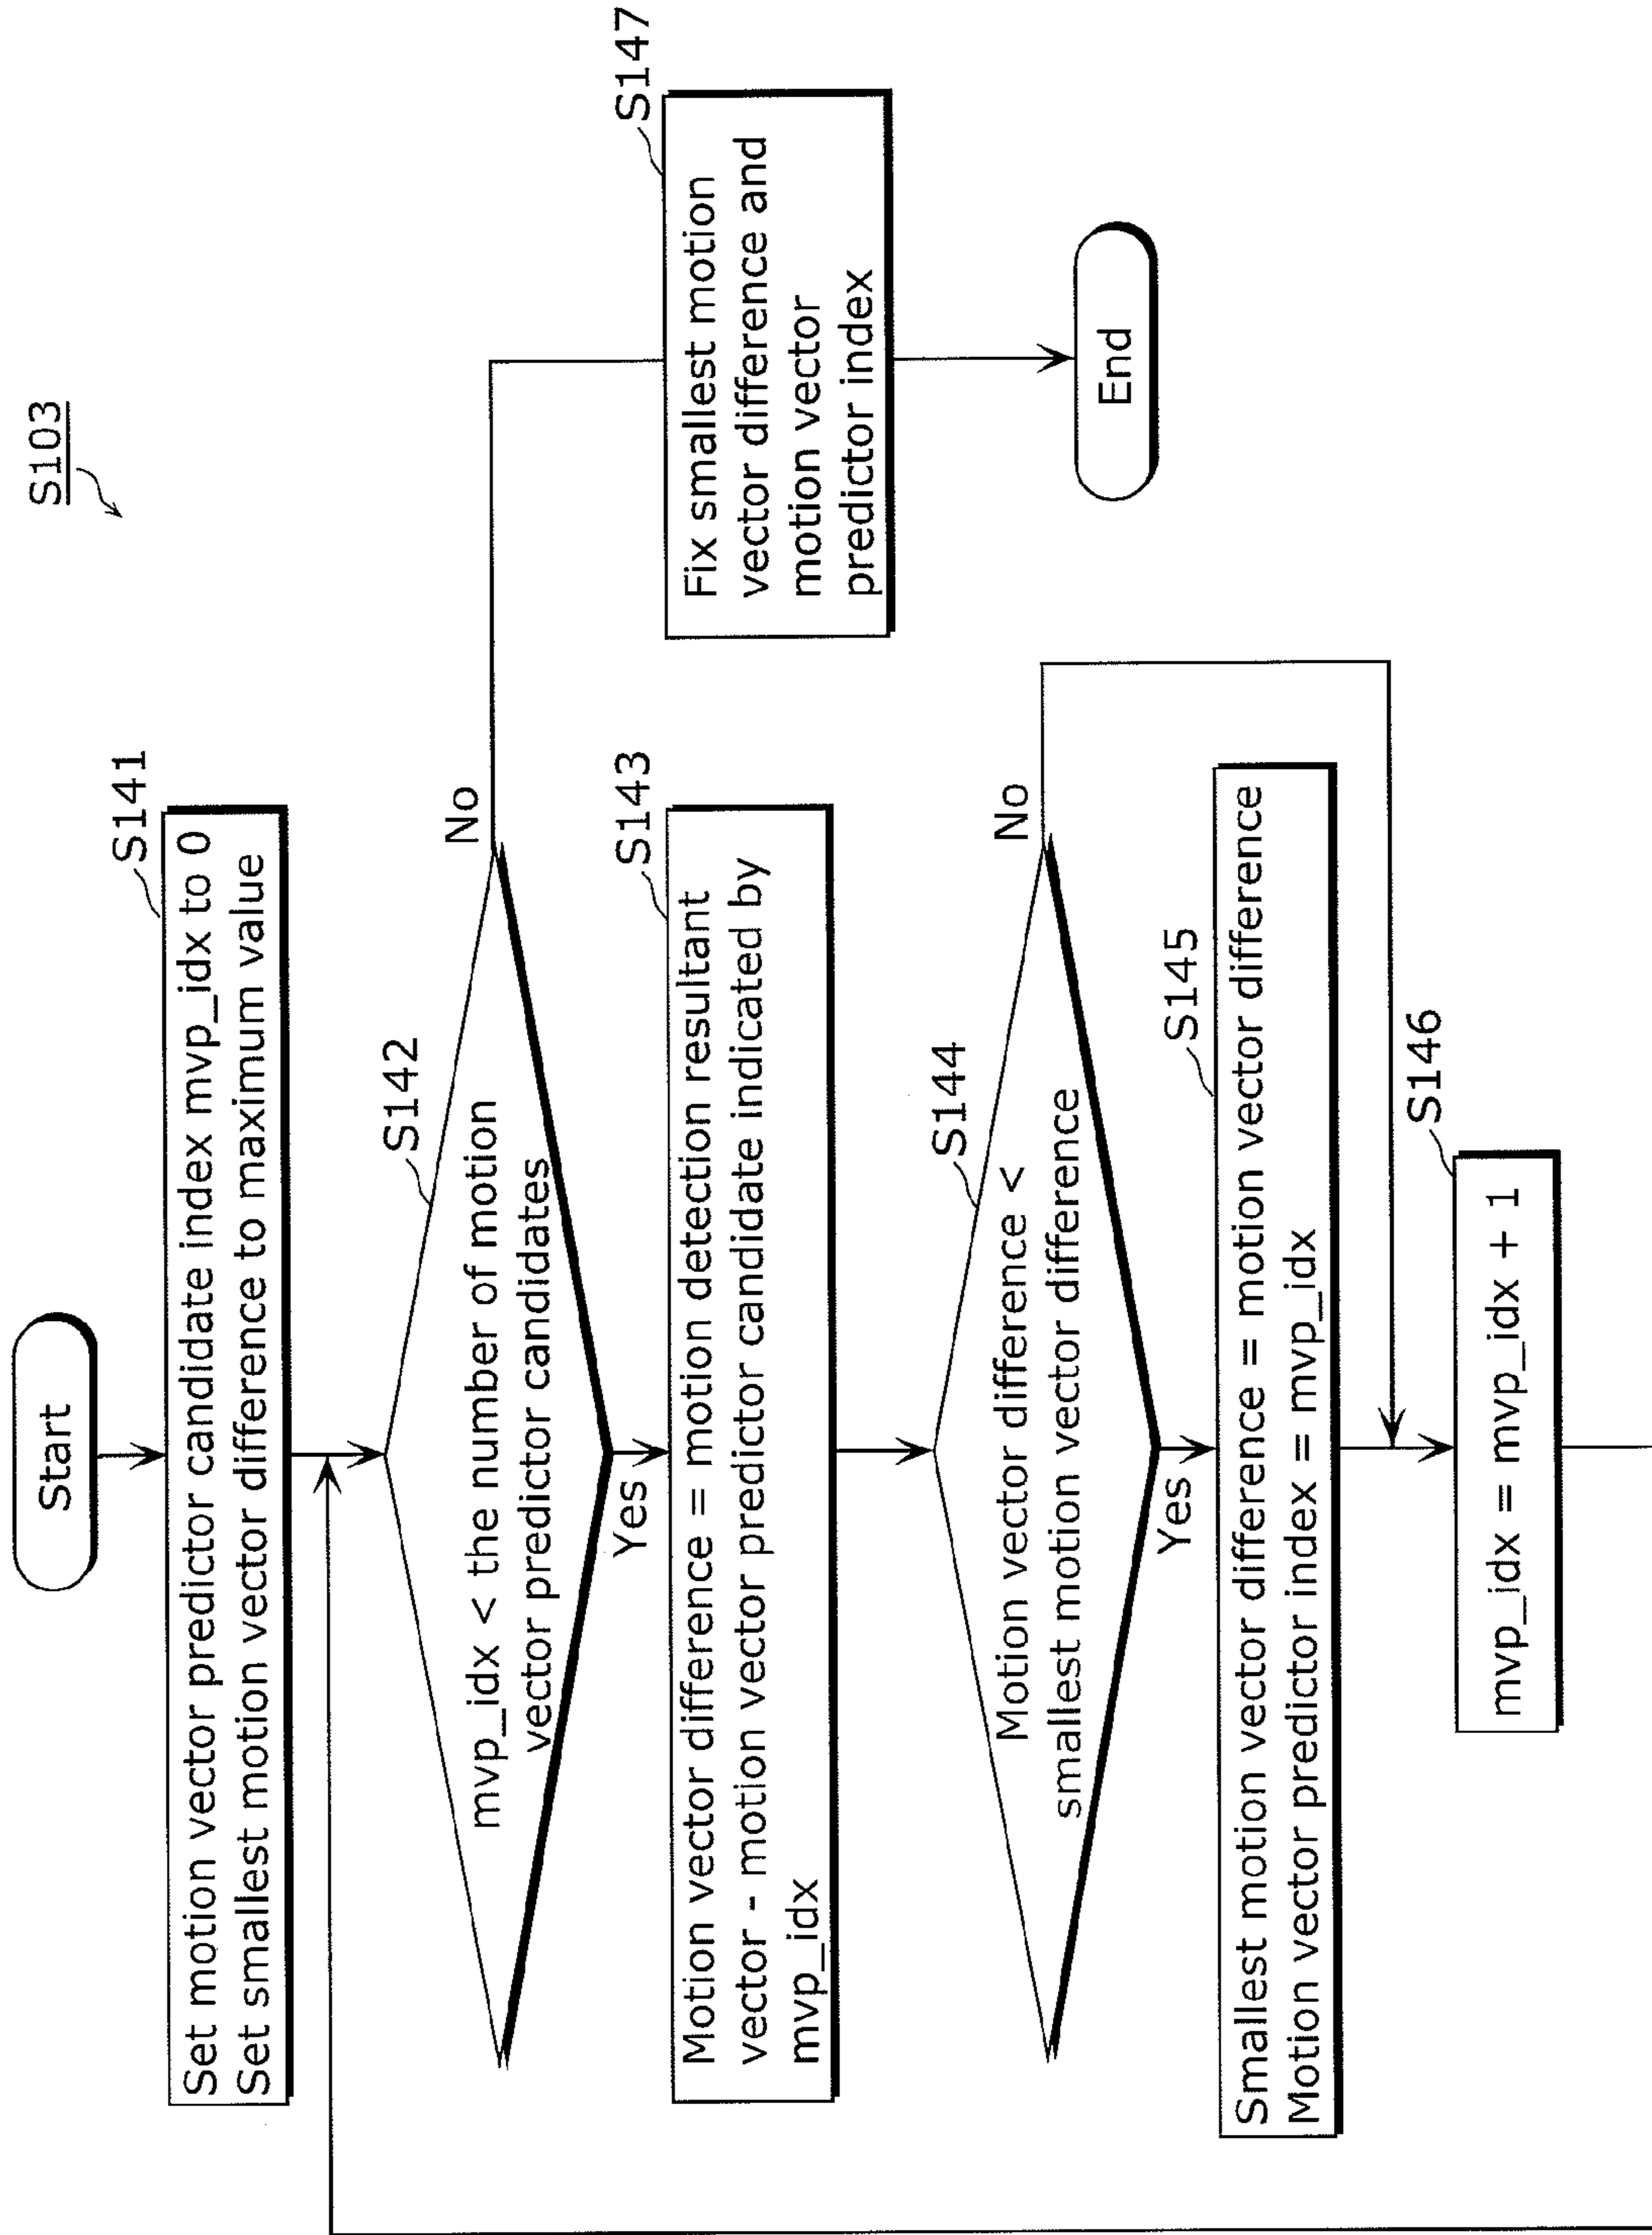 S103
Start
S141
Set motion vector predictor candidate index mvp_idx to 0
Set smallest motion vector difference to maximum value
S142
mvp_idx < the number of motion
vector predictor candidates
No
Yes
S143
Motion vector difference = motion detection resultant
vector - motion vector predictor candidate indicated by
mvp_idx
S144
Motion vector difference <
smallest motion vector difference
No
Yes
S145
Smallest motion vector difference = motion vector difference
Motion vector predictor index = mvp_idx
S146
mvp_idx = mvp_idx + 1
S147
Fix smallest motion
vector difference and
motion vector
predictor index
End